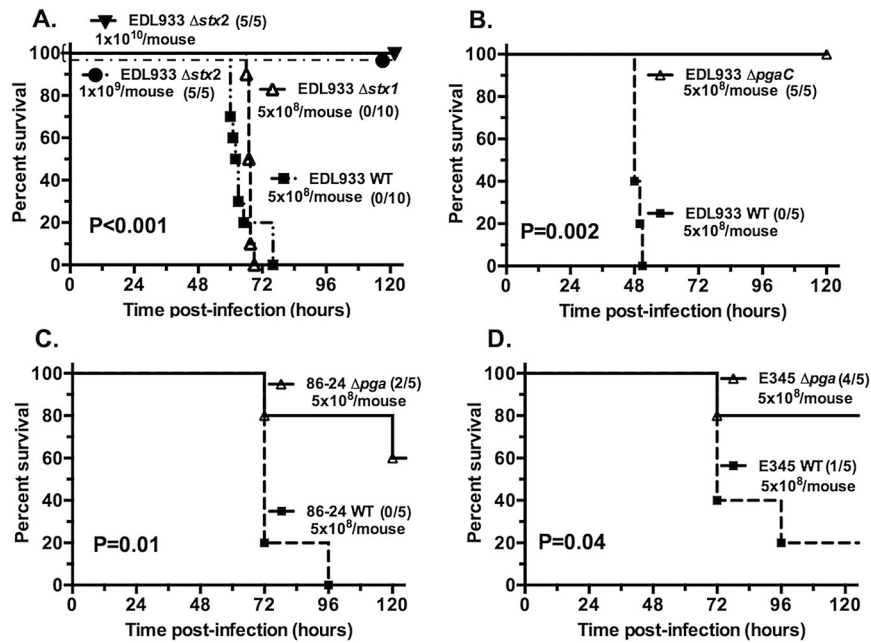 A.
EDL933 Δstx2 (5/5)
1x10¹⁰/mouse
EDL933 Δstx2
1x10⁹/mouse (5/5)
EDL933 Δstx1
5x10⁸/mouse (0/10)
EDL933 WT
5x10⁸/mouse (0/10)
P<0.001
Percent survival
100
80
60
40
20
0
0 24 48 72 96 120
Time post-infection (hours)
B.
EDL933 ΔpgaC
5x10⁸/mouse (5/5)
EDL933 WT (0/5)
5x10⁸/mouse
P=0.002
Percent survival
100
80
60
40
20
0
0 24 48 72 96 120
Time post-infection (hours)
C.
86-24 Δpga (2/5)
5x10⁸/mouse
86-24 WT (0/5)
5x10⁸/mouse
P=0.01
Percent survival
100
80
60
40
20
0
0 24 48 72 96 120
Time post-infection (hours)
D.
E345 Δpga (4/5)
5x10⁸/mouse
E345 WT (1/5)
5x10⁸/mouse
P=0.04
Percent survival
100
80
60
40
20
0
0 24 48 72 96 120
Time post-infection (hours)